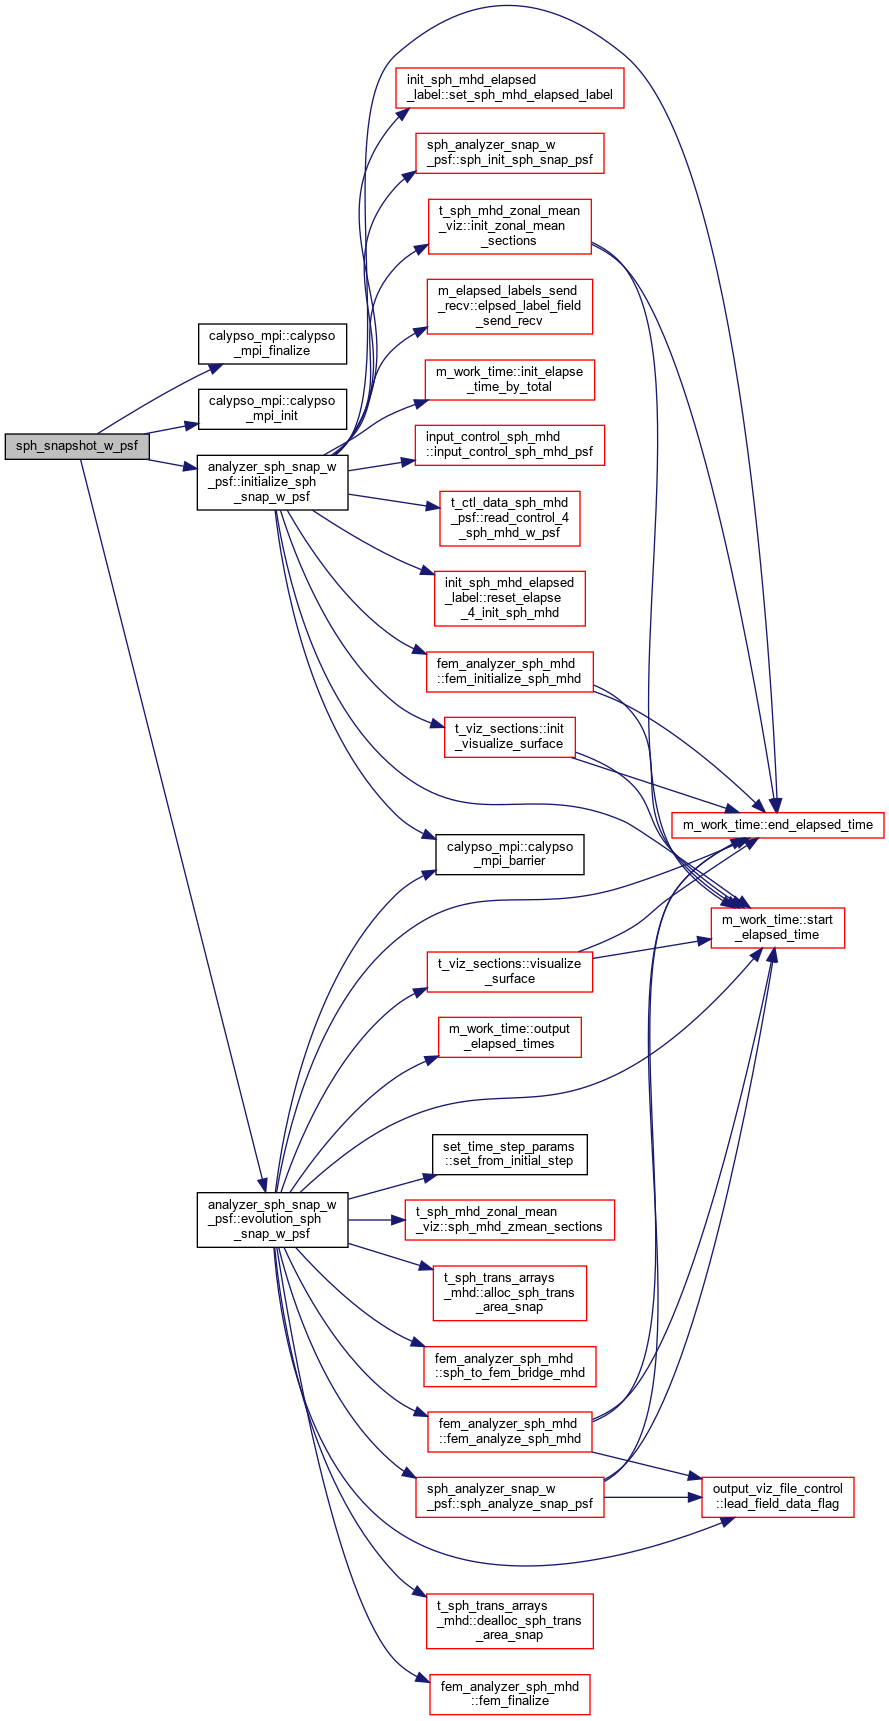 init_sph_mhd_elapsed
_label::set_sph_mhd_elapsed_label
sph_analyzer_snap_w
_psf::sph_init_sph_snap_psf
t_sph_mhd_zonal_mean
_viz::init_zonal_mean
_sections
m_elapsed_labels_send
_recv::elpsed_label_field
_send_recv
calypso_mpi::calypso
_mpi_finalize
m_work_time::init_elapse
_time_by_total
calypso_mpi::calypso
_mpi_init
sph_snapshot_w_psf
input_control_sph_mhd
::input_control_sph_mhd_psf
analyzer_sph_snap_w
_psf::initialize_sph
_snap_w_psf
t_ctl_data_sph_mhd
_psf::read_control_4
_sph_mhd_w_psf
init_sph_mhd_elapsed
_label::reset_elapse
_4_init_sph_mhd
fem_analyzer_sph_mhd
::fem_initialize_sph_mhd
t_viz_sections::init
_visualize_surface
m_work_time::end_elapsed_time
calypso_mpi::calypso
_mpi_barrier
m_work_time::start
_elapsed_time
t_viz_sections::visualize
_surface
m_work_time::output
_elapsed_times
set_time_step_params
::set_from_initial_step
analyzer_sph_snap_w
_psf::evolution_sph
_snap_w_psf
t_sph_mhd_zonal_mean
_viz::sph_mhd_zmean_sections
t_sph_trans_arrays
_mhd::alloc_sph_trans
_area_snap
fem_analyzer_sph_mhd
::sph_to_fem_bridge_mhd
fem_analyzer_sph_mhd
::fem_analyze_sph_mhd
sph_analyzer_snap_w
_psf::sph_analyze_snap_psf
output_viz_file_control
::lead_field_data_flag
t_sph_trans_arrays
_mhd::dealloc_sph_trans
_area_snap
fem_analyzer_sph_mhd
::fem_finalize